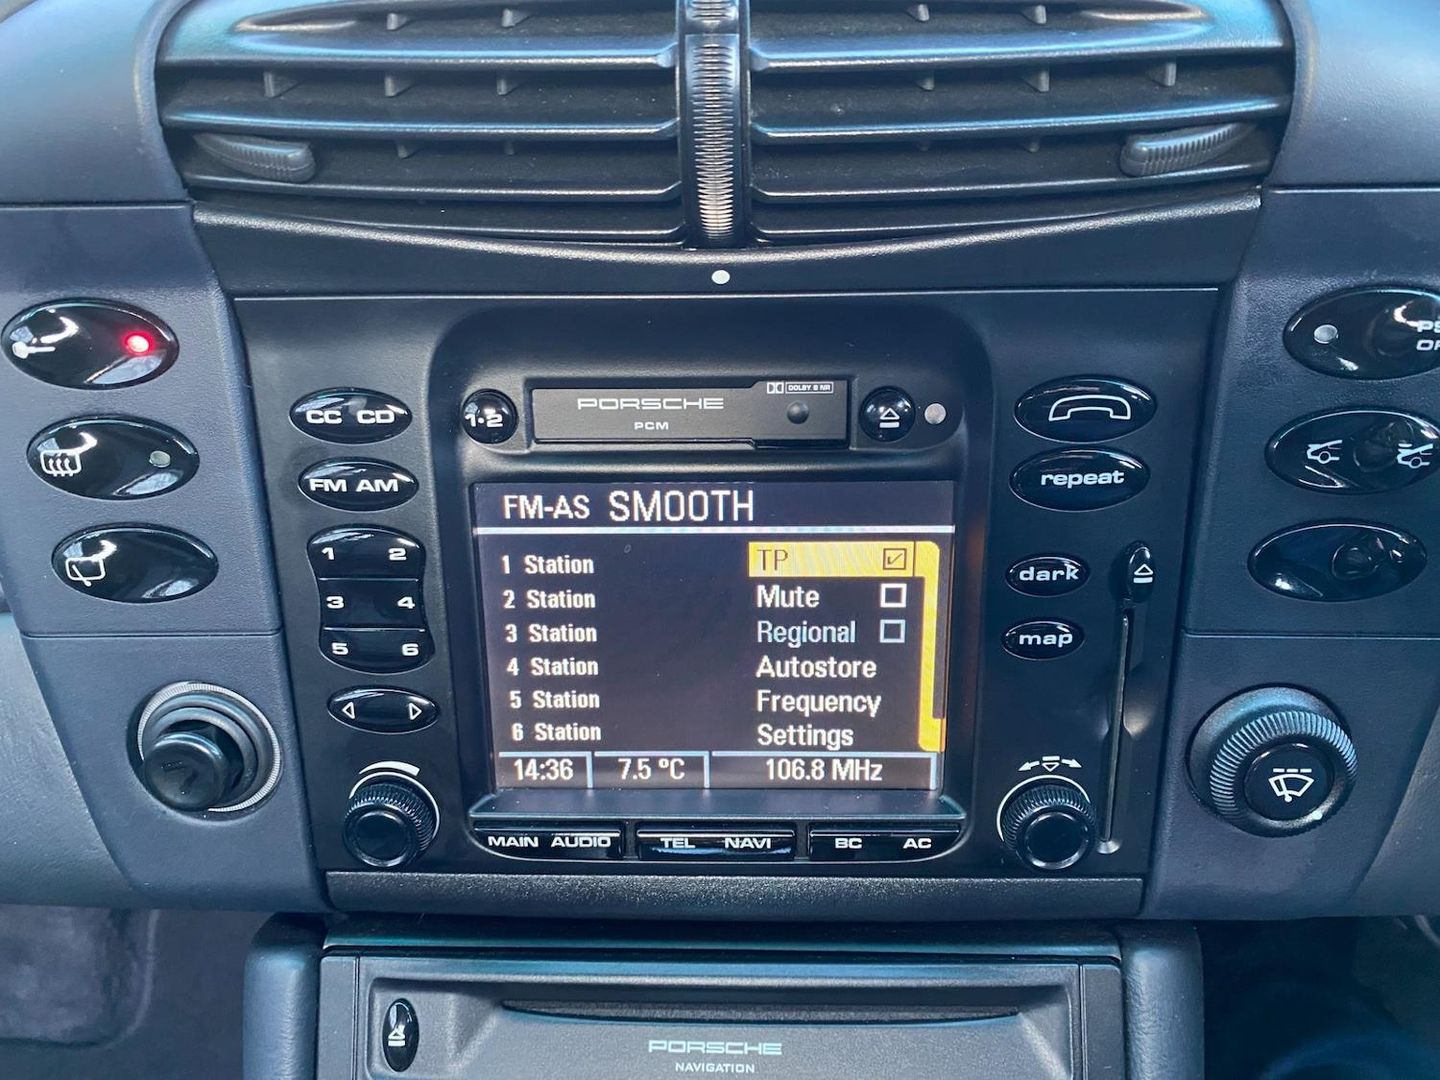 PORSCHE
PCM
DOLBY B NR
1·2
CC CD
FM AM
1 2
3 4
5 6
FM-AS SMOOTH
1 Station
2 Station
3 Station
4 Station
5 Station
6 Station
TP
Mute
Regional
Autostore
Frequency
Settings
14:36 7.5 ºC 106.8 MHz
MAIN AUDIO TEL NAVI BC AC
repeat
dark
map
PORSCHE
NAVIGATION